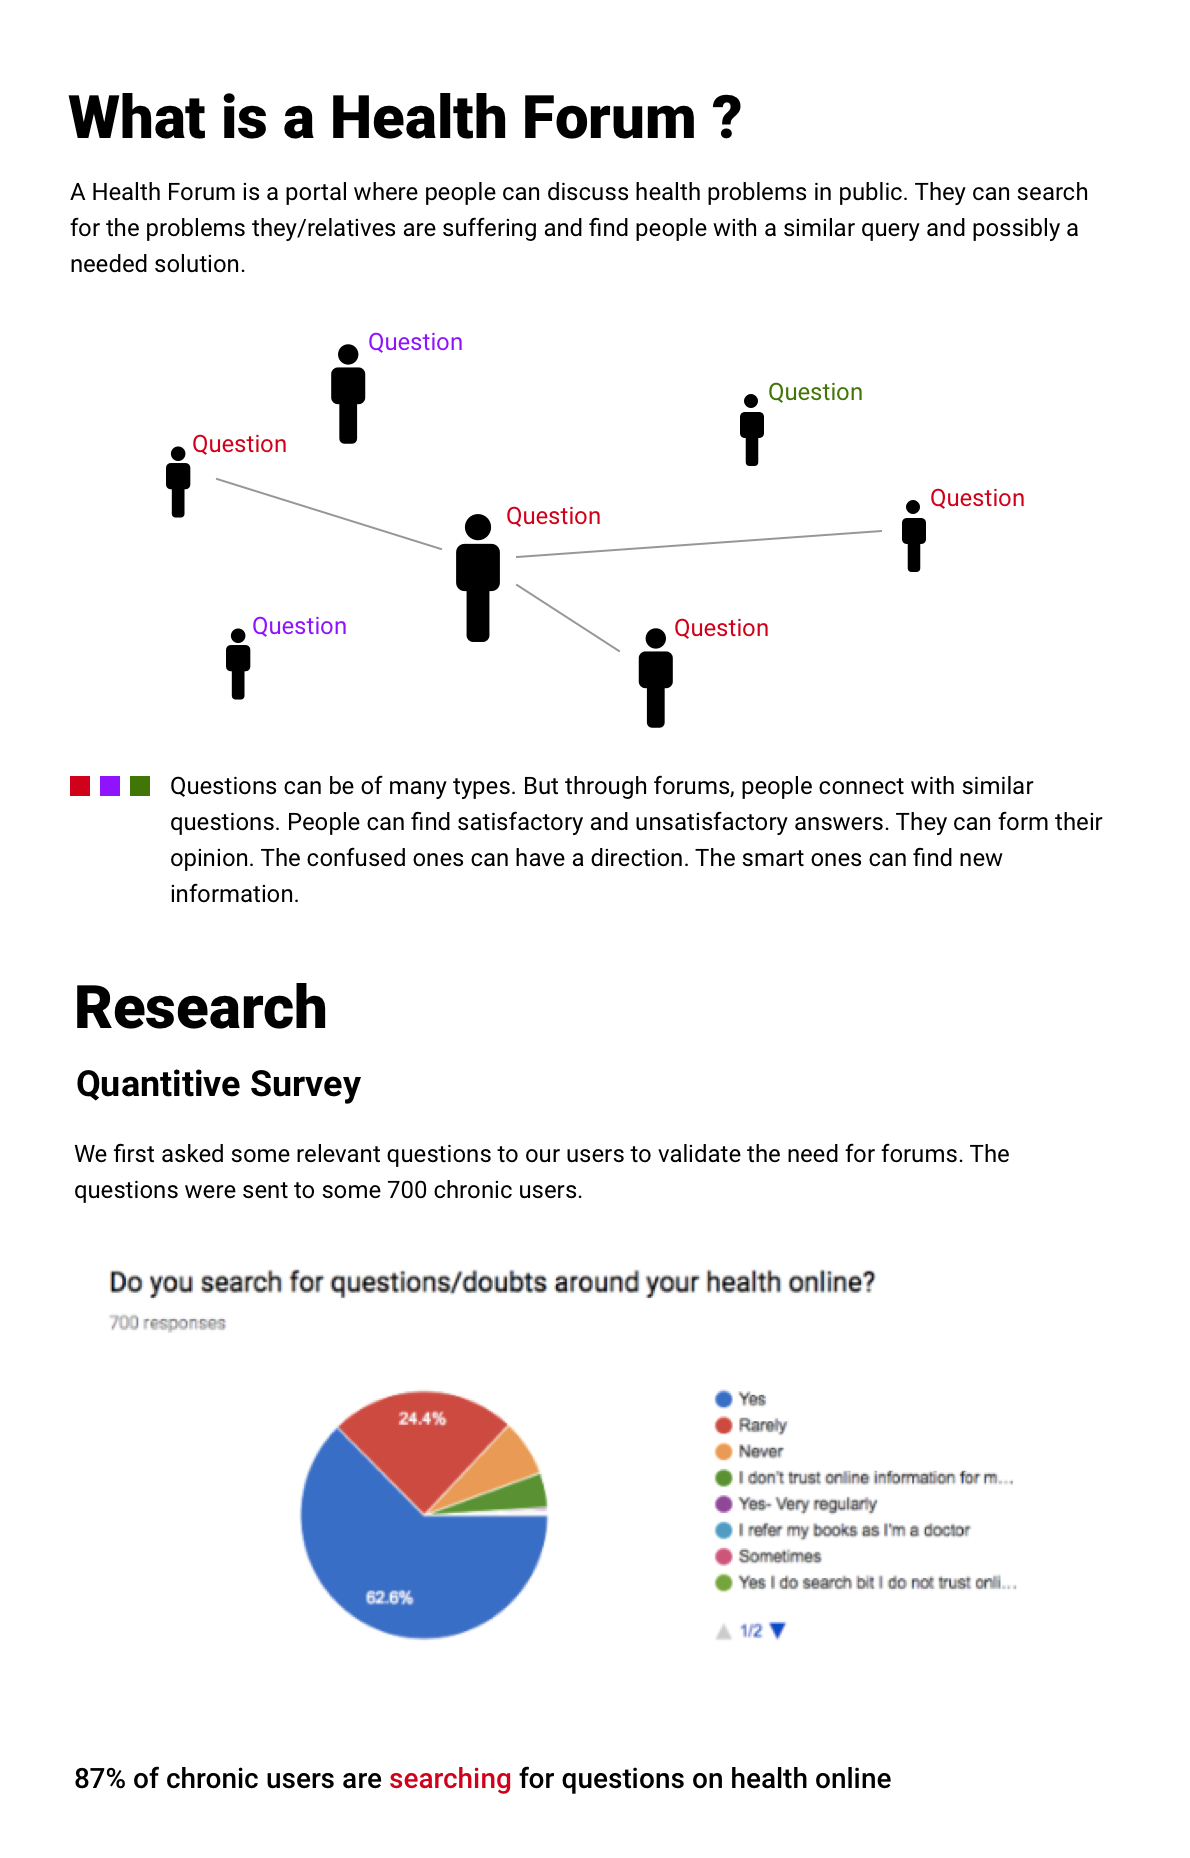 What is a Health Forum ?
A Health Forum is a portal where people can discuss health problems in public. They can search
for the problems they/relatives are suffering and find people with a similar query and possibly a
needed solution.
Question
Question
Question
Question
Question
Question
Question
Questions can be of many types. But through forums, people connect with similar
questions. People can find satisfactory and unsatisfactory answers. They can form their
opinion. The confused ones can have a direction. The smart ones can find new
information.
Research
Quantitive Survey
We first asked some relevant questions to our users to validate the need for forums. The
questions were sent to some 700 chronic users.
Do you search for questions/doubts around your health online?
700 responses
24.4%
62.6%
Yes
Rarely
Never
I don't trust online information for m...
Yes- Very regularly
I refer my books as I'm a doctor
Sometimes
Yes I do search bit I do not trust onli...
1/2
87% of chronic users are searching for questions on health online